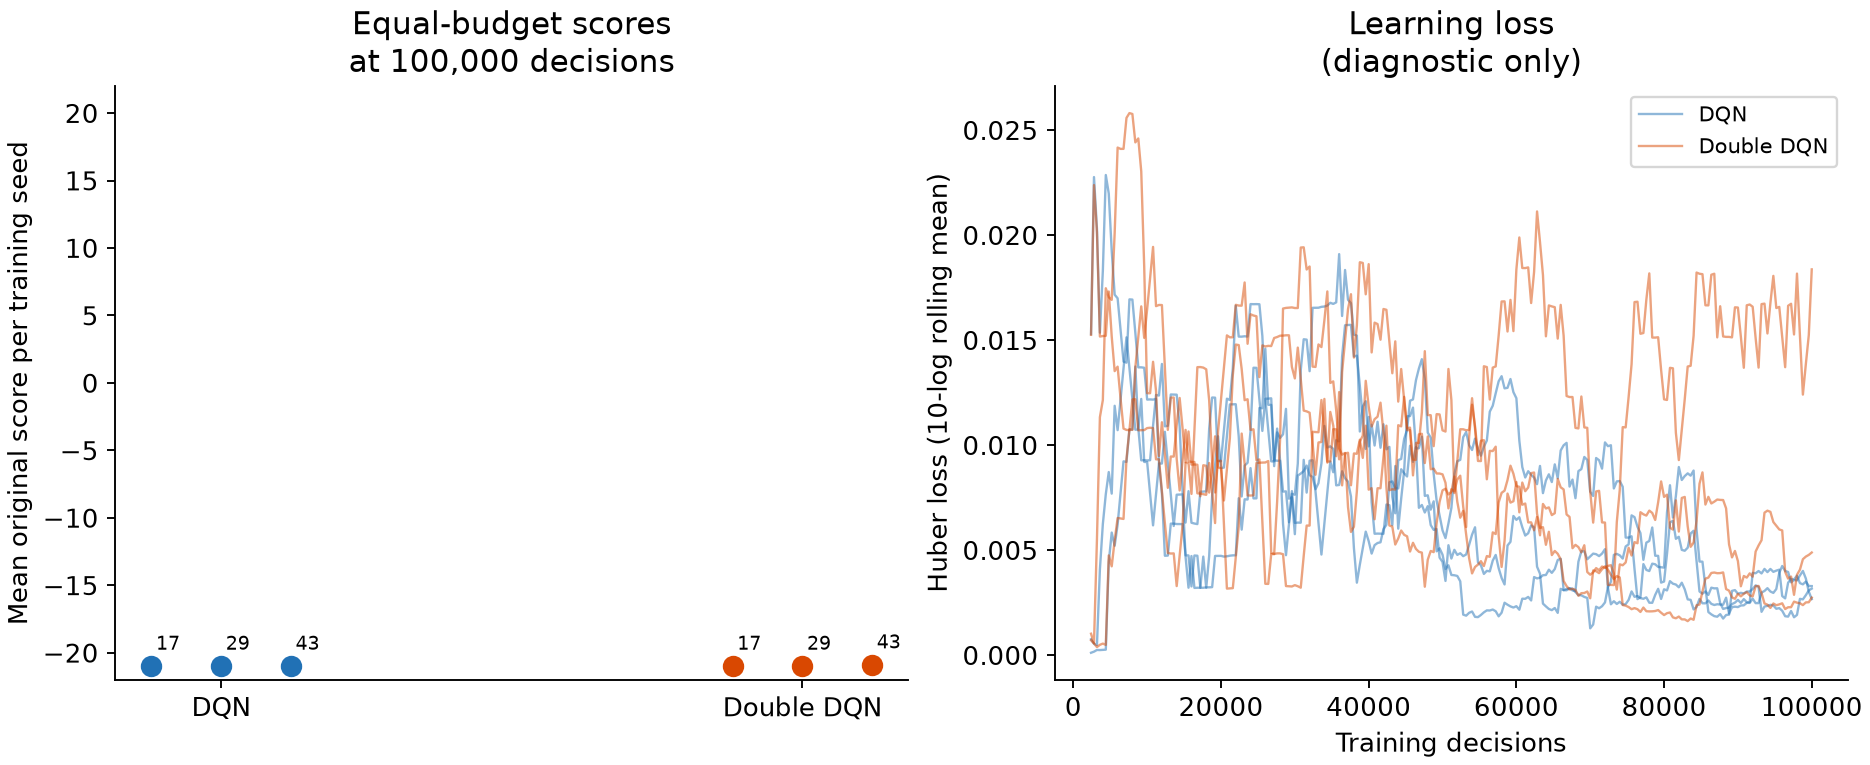 Equal-budget scores
at 100,000 decisions
Mean original score per training seed
20
15
10
5
0
−5
−10
−15
−20
17
29
43
17
29
43
DQN
Double DQN
Learning loss
(diagnostic only)
Huber loss (10-log rolling mean)
0.025
0.020
0.015
0.010
0.005
0.000
DQN
Double DQN
0
20000
40000
60000
80000
100000
Training decisions